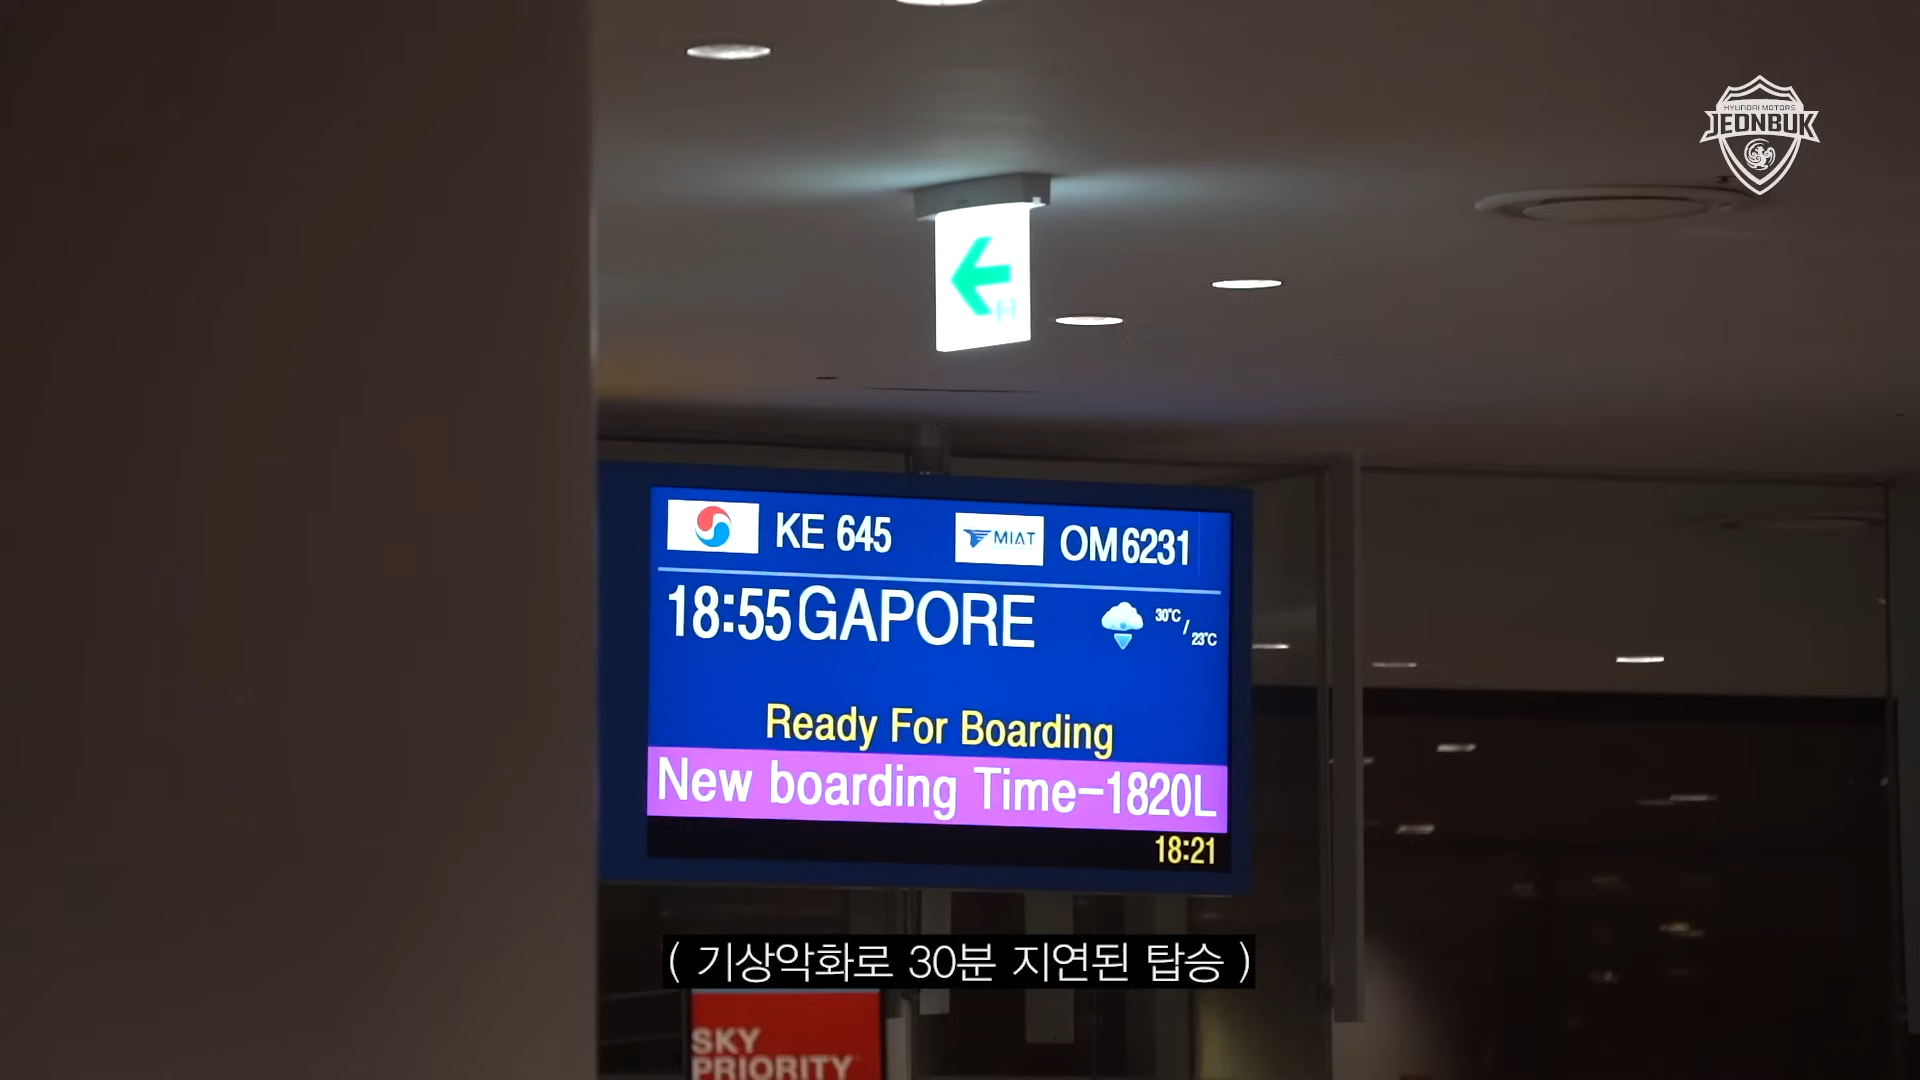 HYUNDAI MOTORS
JEONBUK
KE 645 MIAT OM6231
18:55 GAPORE 30℃ / 23℃
Ready For Boarding
New boarding Time-1820L
18:21
( 기상악화로 30분 지연된 탑승 )
SKY
PRIORITY